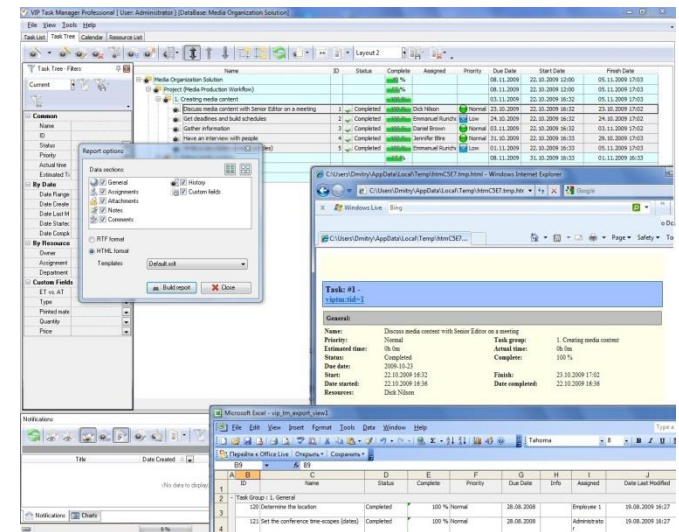 VIP Task Manager Professional [ User: Administrator ] [DataBase: Media Organization Solution]
File View Tools Help
Task List Task Tree Calendar Resource List
Layout 2
Task Tree - Filters
Name ID Status Complete Assigned Priority Due Date Start Date Finish Date
Current
Media Organization Solution % 08.11.2009 22.10.2009 12:00 05.11.2009 17:03
Project (Media Production Workflow) 08.11.2009 22.10.2009 12:00 05.11.2009 17:03
1. Creating media content 03.11.2009 22.10.2009 16:32 05.11.2009 17:03
Discuss media content with Senior Editor on a meeting 1 Completed Dick Nilson Normal 23.10.2009 22.10.2009 16:32 23.10.2009 17:02
Get deadlines and build schedules 2 Completed Emmanuel Low 24.10.2009 22.10.2009 16:32 24.10.2009 17:02
Gather information 3 Completed Daniel Brown Normal 03.11.2009 22.10.2009 16:32 03.11.2009 17:02
Have an interview with people 4 Completed Jennifer Normal 22.10.2009 16:33
5 Completed Emmanuel Low 22.10.2009 16:33 05.11.2009 17:03
08.11.2009 31.10.2009 16:33 01.11.2009 16:33
Common
Name
ID
Status
Priority
Actual time
Estimated
By Date
Date Range
Date Create
Date Last M
Date Started
Date Compl
By Resource
Owner
Assignment
Department
Custom Fields
ET vs. AT
Type
Printed mate
Quantity
Price
Report options
Data sections:
General History
Assignments Custom fields
Attachments
Notes
Comments
RTF format
HTML format
Templates Default.xslt
Build report Close
C:\Users\Dmitry\AppData\Local\Temp\htmC5E7.tmp.html - Windows Internet Explorer
C:\Users\Dmitry\AppData\Local\Temp\htmC5E7.tmp.htm Google
Windows Live Bing
C:\Users\Dmitry\AppData\Local\Temp\htmC5E7... Page Safety To
Task: #1 -
viptm:tid=1
General:
Name: Discuss media content with Senior Editor on a meeting
Priority: Normal Task group: 1. Creating media content
Estimated time: 0h 0m Actual time: 0h 0m
Status: Completed Complete: 100 %
Due date: 2009-10-23
Start: 22.10.2009 16:32 Finish: 23.10.2009 17:02
Date started: 22.10.2009 16:36 Date completed: 22.10.2009 16:36
Resources: Dick Nilson
Notifications
Title Date Created
<No data to display
Notifications Charts
0 %
Microsoft Excel - vip_tm_export_view1
File Edit View Insert Format Tools Data Window Help Type a
Tahoma 8 B I U
Перейти к Office Live Открыть Сохранить
B9 fx 89
A B C D E F G H I J
1 ID Name Status Complete Priority Due Date Info Assigned Date Last Modified
2 - Task Group : 1. General
3 120 Determine the location Completed 100 % Normal 28.08.2008 Employee 1 19.08.2009 16:27
4 121 Set the conference time-scopes (dates) Completed 100 % Normal 28.08.2008 Administrator 19.08.2009 16:27